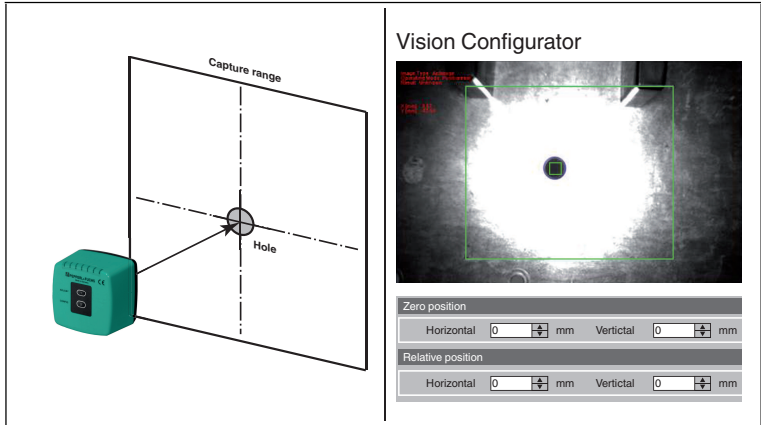 Capture range
Hole
Vision Configurator
Zero position
Horizontal 0 mm Vertictal 0 mm
Relative position
Horizontal 0 mm Vertictal 0 mm